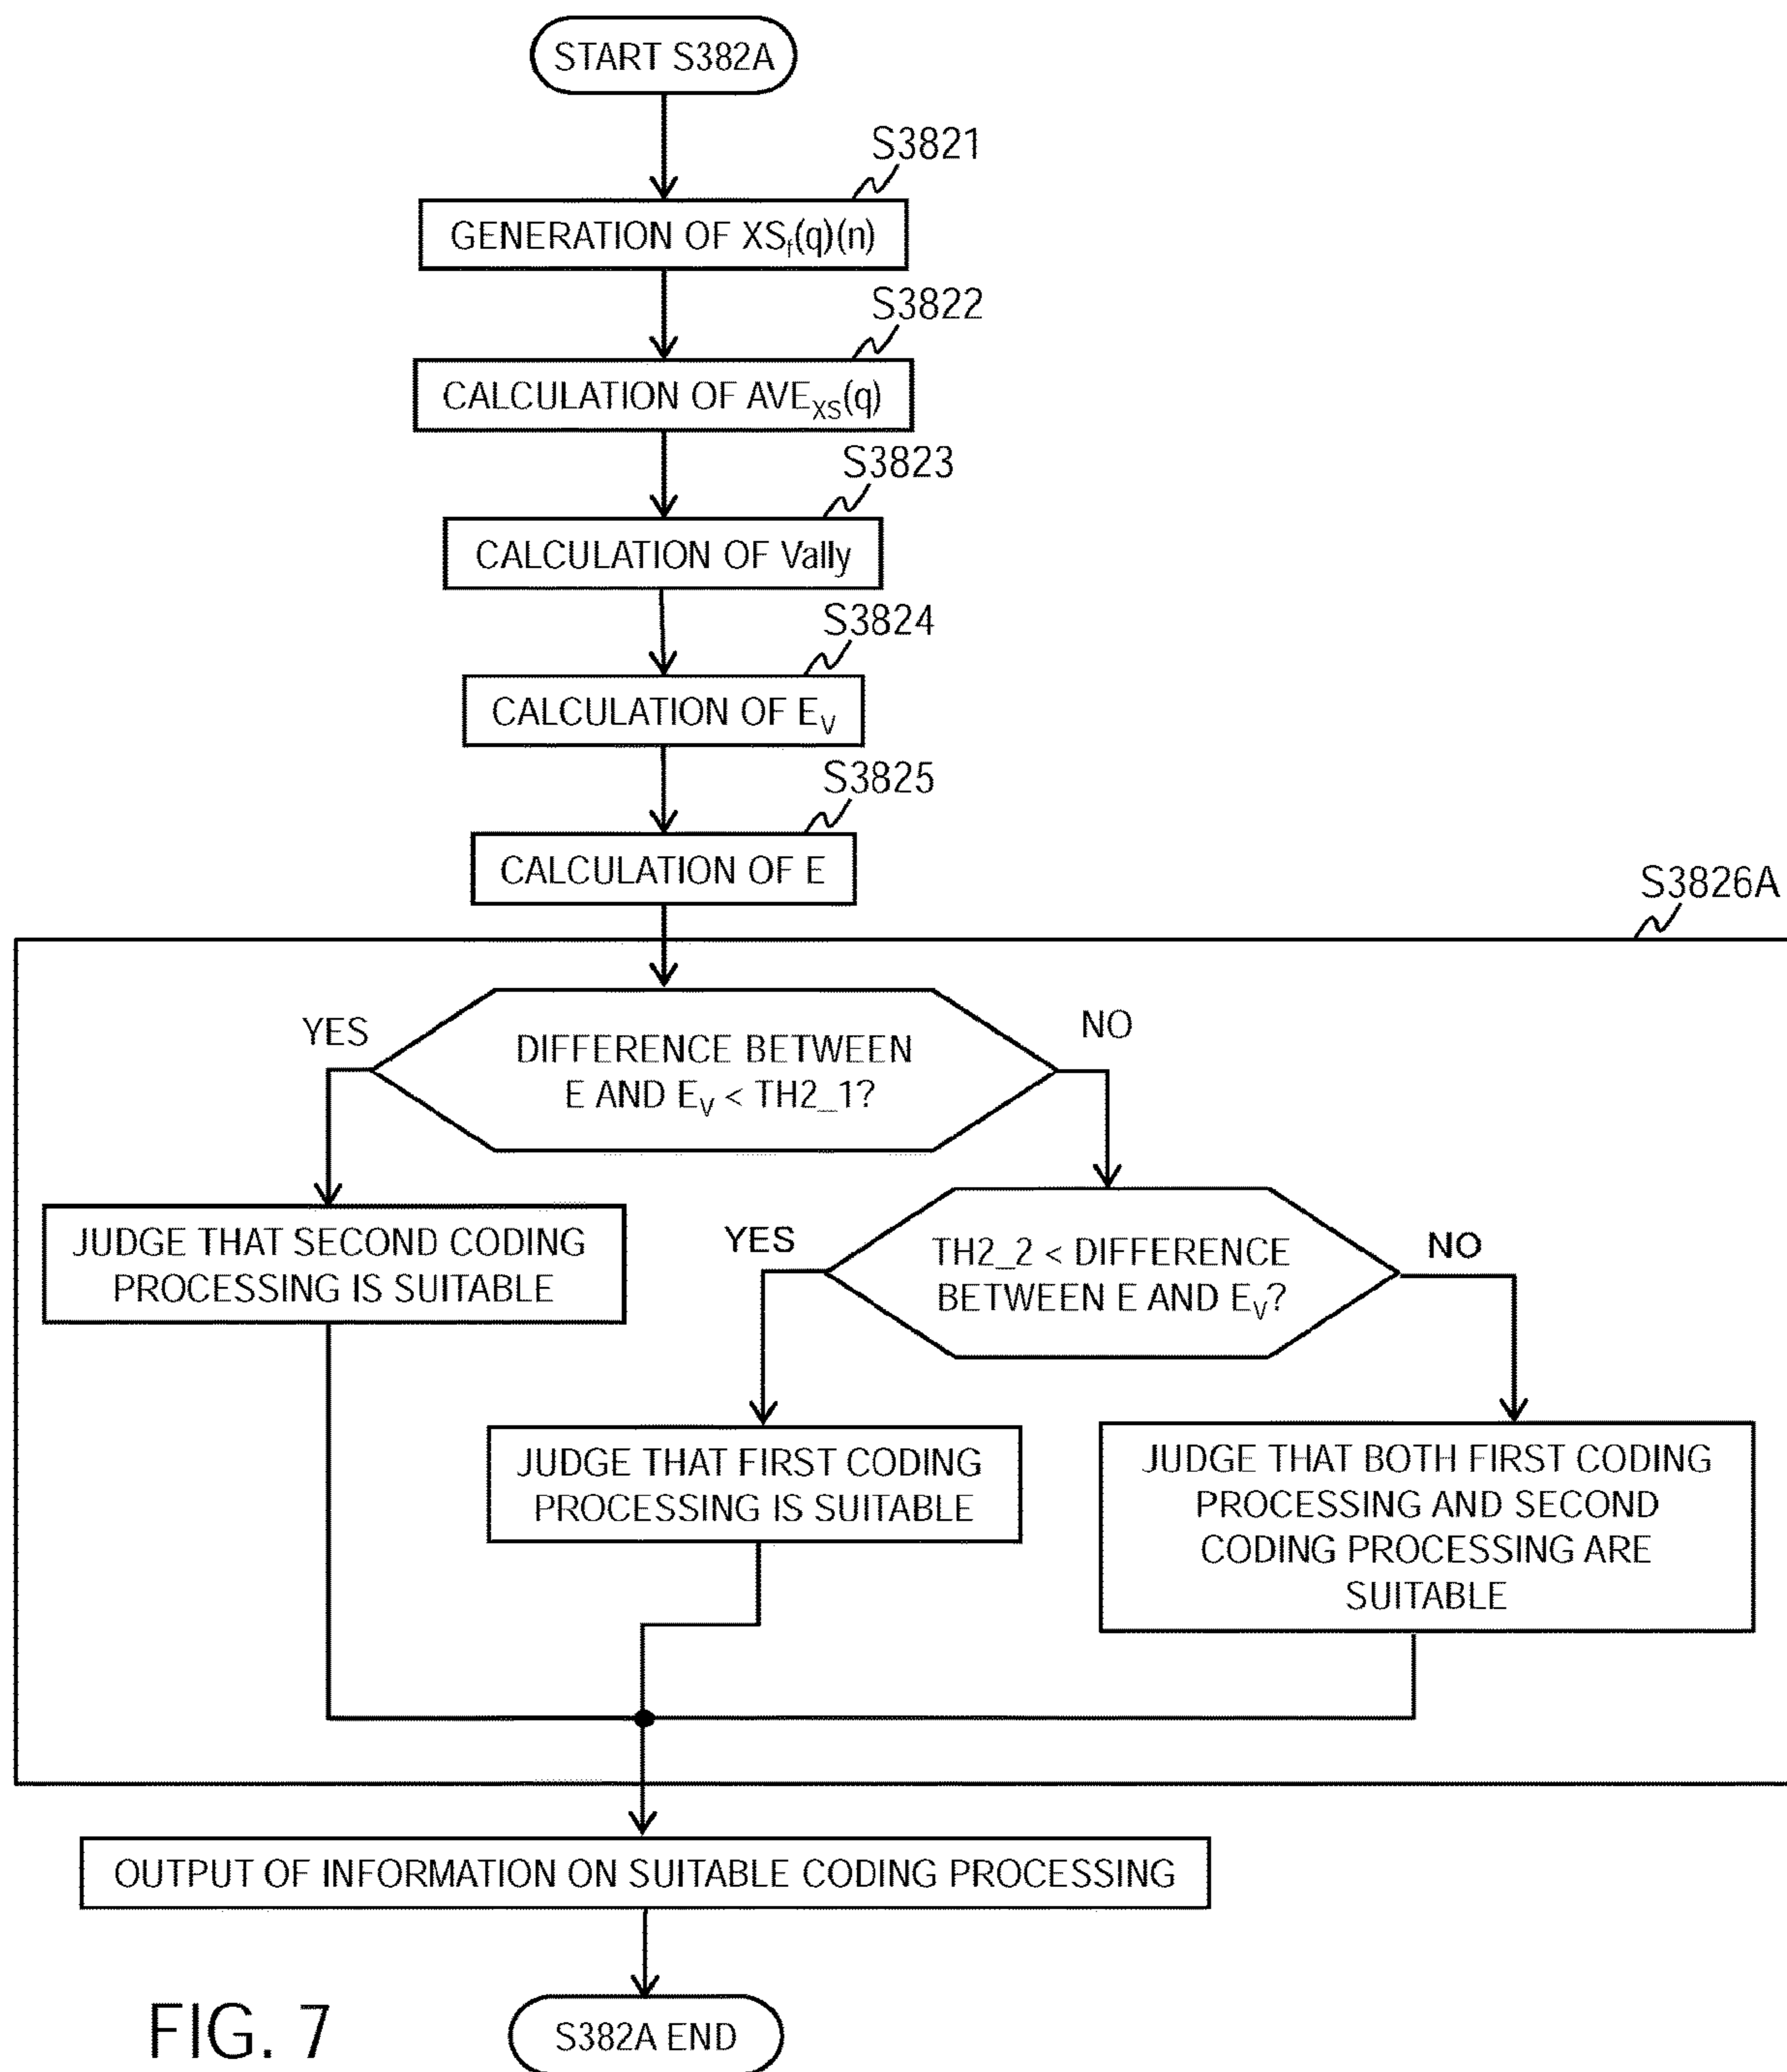 START S382A
S3821
GENERATION OF XSf(q)(n)
S3822
CALCULATION OF AVEXS(q)
S3823
CALCULATION OF Vally
S3824
CALCULATION OF EV
S3825
CALCULATION OF E
S3826A
YES
DIFFERENCE BETWEEN
E AND EV < TH2_1?
NO
JUDGE THAT SECOND CODING
PROCESSING IS SUITABLE
YES
TH2_2 < DIFFERENCE
BETWEEN E AND EV?
NO
JUDGE THAT FIRST CODING
PROCESSING IS SUITABLE
JUDGE THAT BOTH FIRST CODING
PROCESSING AND SECOND
CODING PROCESSING ARE
SUITABLE
OUTPUT OF INFORMATION ON SUITABLE CODING PROCESSING
S382A END
FIG. 7